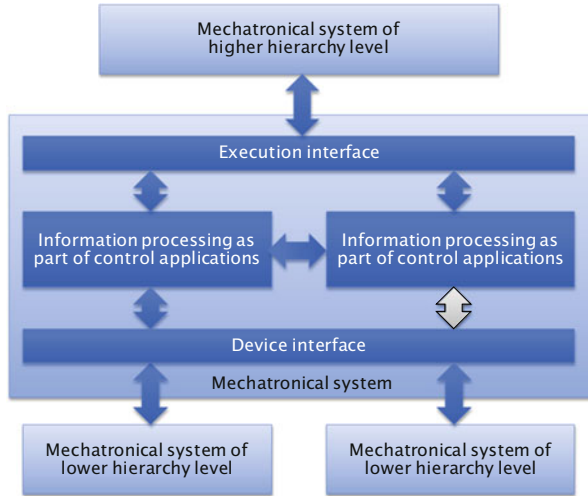 Mechatronical system of
higher hierarchy level
Execution interface
Information processing as
part of control applications
Information processing as
part of control applications
Device interface
Mechatronical system
Mechatronical system of
lower hierarchy level
Mechatronical system of
lower hierarchy level